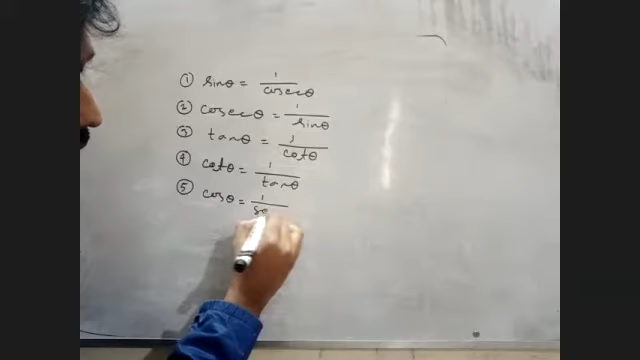 ① sinθ = 1/cosecθ
② cosecθ = 1/sinθ
③ tanθ = 1/cotθ
④ cotθ = 1/tanθ
⑤ cosθ = 1/se